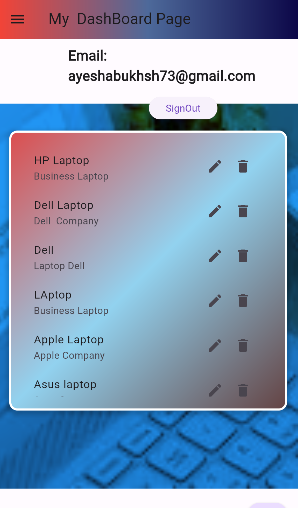 My DashBoard Page
Email:
ayeshabukhsh73@gmail.com
SignOut
HP Laptop
Business Laptop
Dell Laptop
Dell Company
Dell
Laptop Dell
LAptop
Business Laptop
Apple Laptop
Apple Company
Asus laptop